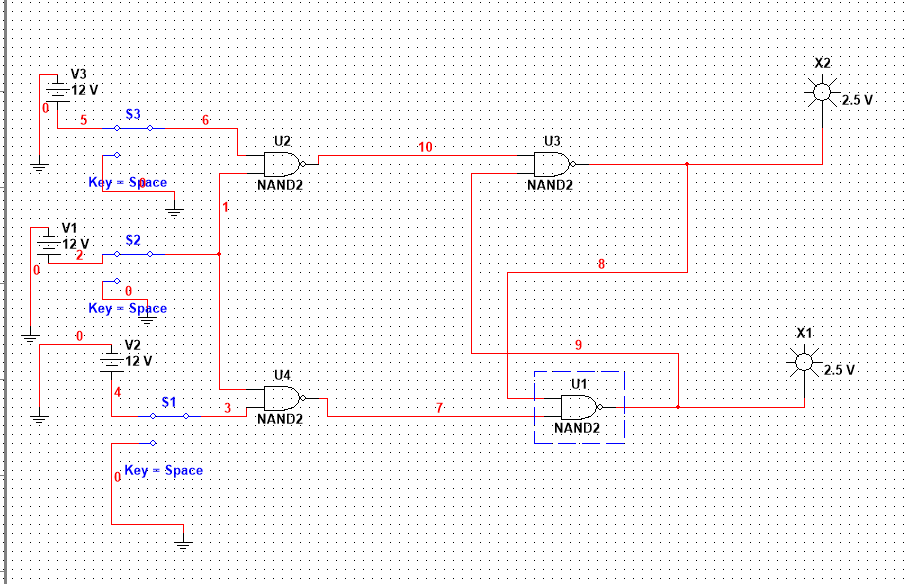 X2
2.5 V
V3
12 V
0
S3
5
6
U2
NAND2
10
U3
NAND2
Key = Space
0
1
V1
12 V
2
0
S2
0
Key = Space
8
0
V2
12 V
4
S1
3
U4
NAND2
7
9
U1
NAND2
X1
2.5 V
0
Key = Space